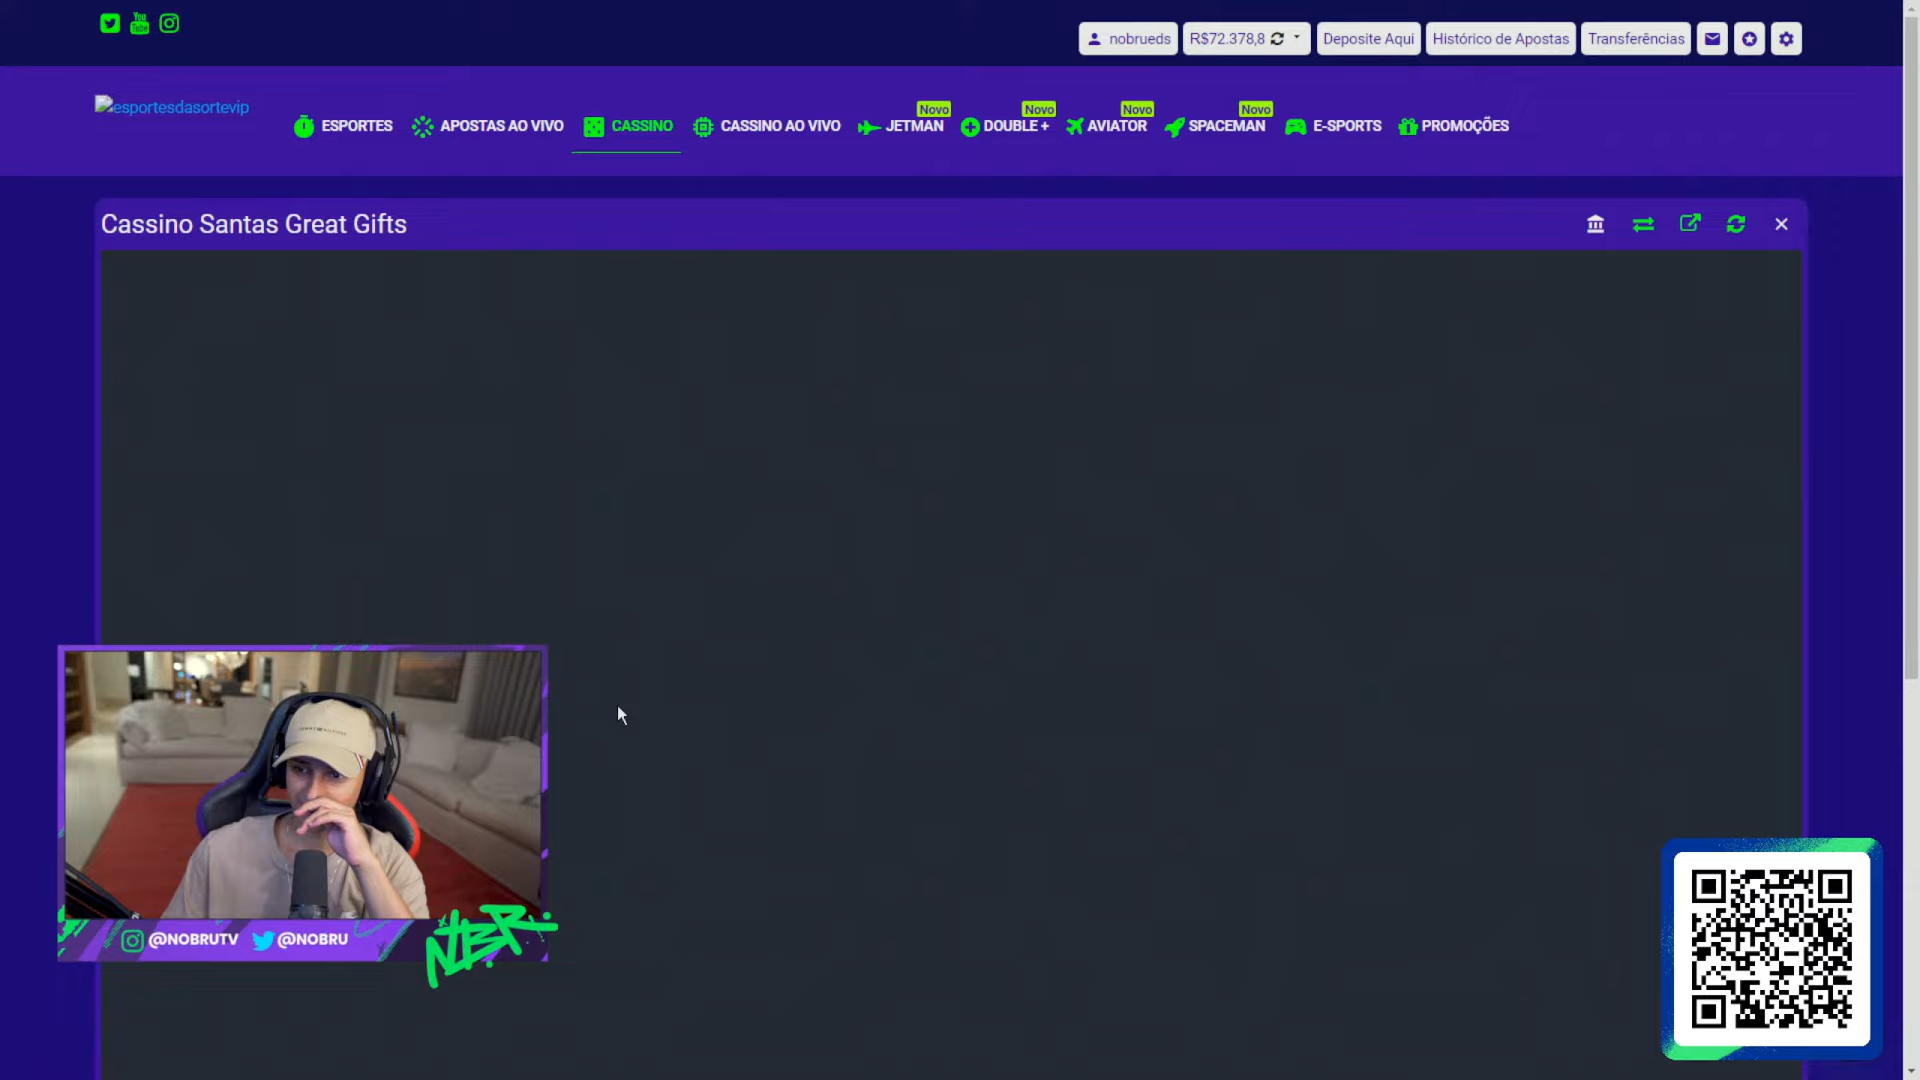 nobrueds
R$72.378,8
Deposite Aqui
Histórico de Apostas
Transferências
esportesdasortevip
ESPORTES
APOSTAS AO VIVO
CASSINO
CASSINO AO VIVO
Novo
JETMAN
Novo
DOUBLE +
Novo
AVIATOR
Novo
SPACEMAN
E-SPORTS
PROMOÇÕES
Cassino Santas Great Gifts
@NOBRUTV @NOBRU
NBR